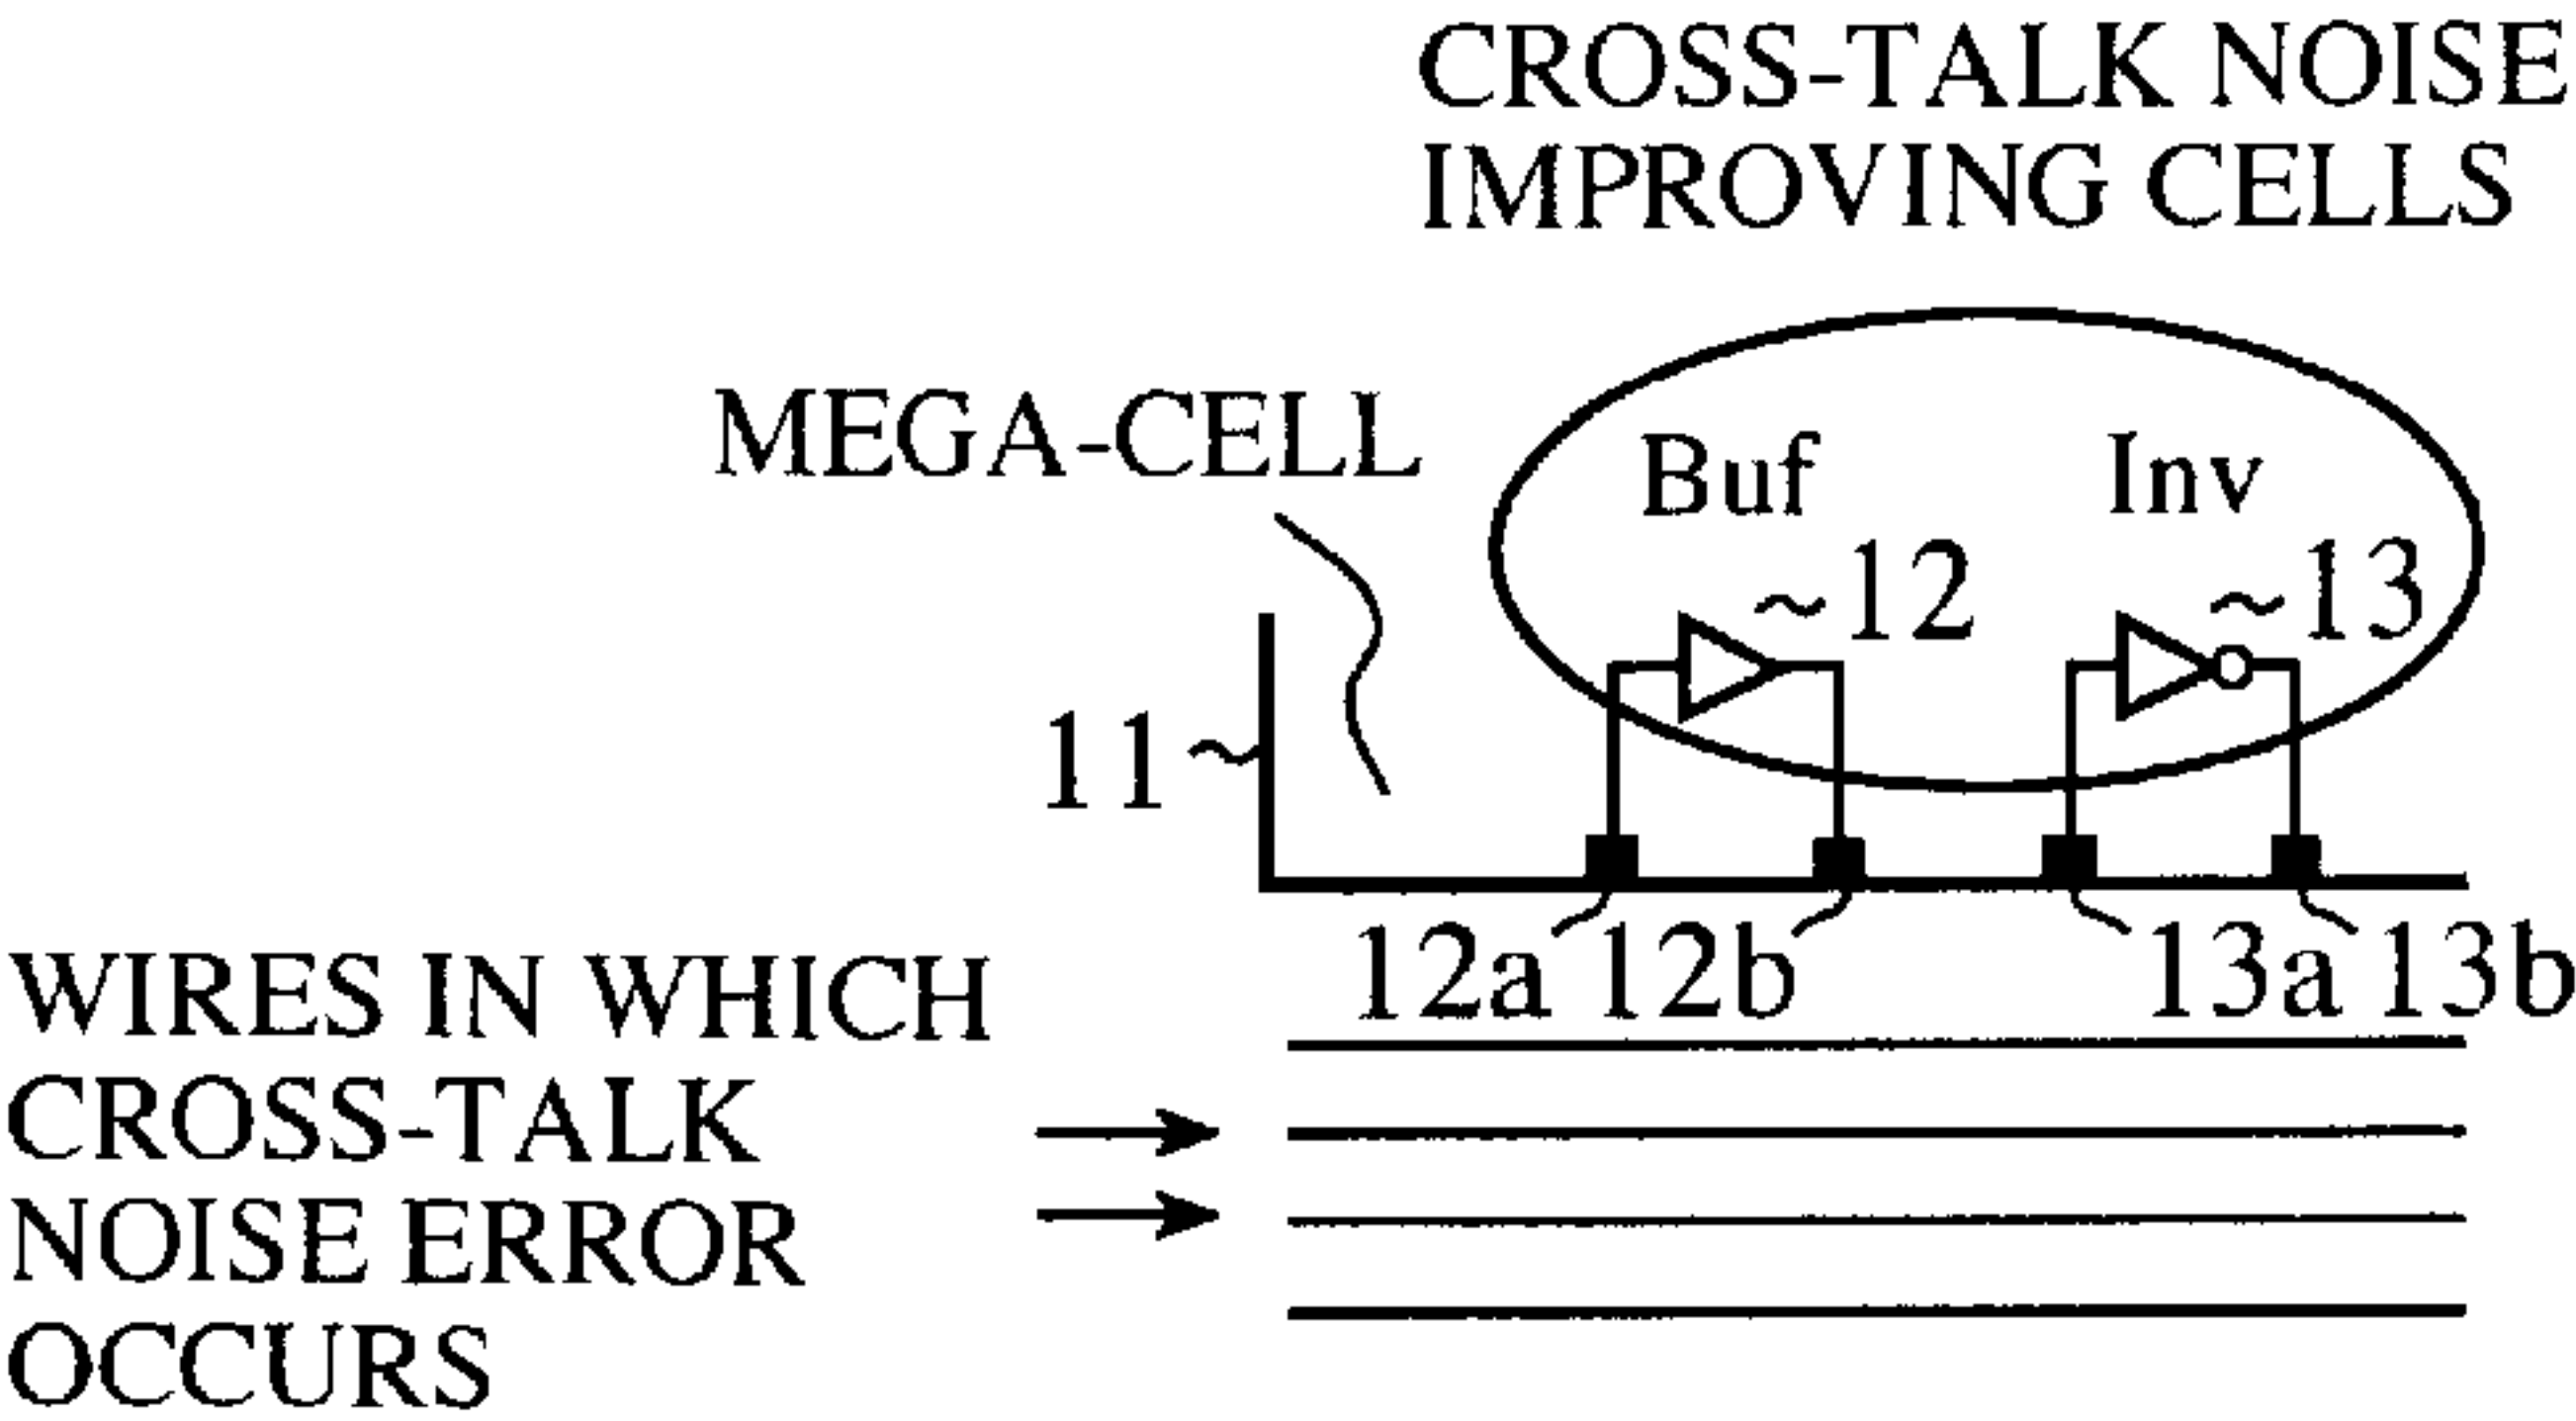 CROSS-TALK NOISE
IMPROVING CELLS
MEGA-CELL
Buf Inv
12 13
11
12a 12b 13a 13b
WIRES IN WHICH
CROSS-TALK
NOISE ERROR
OCCURS